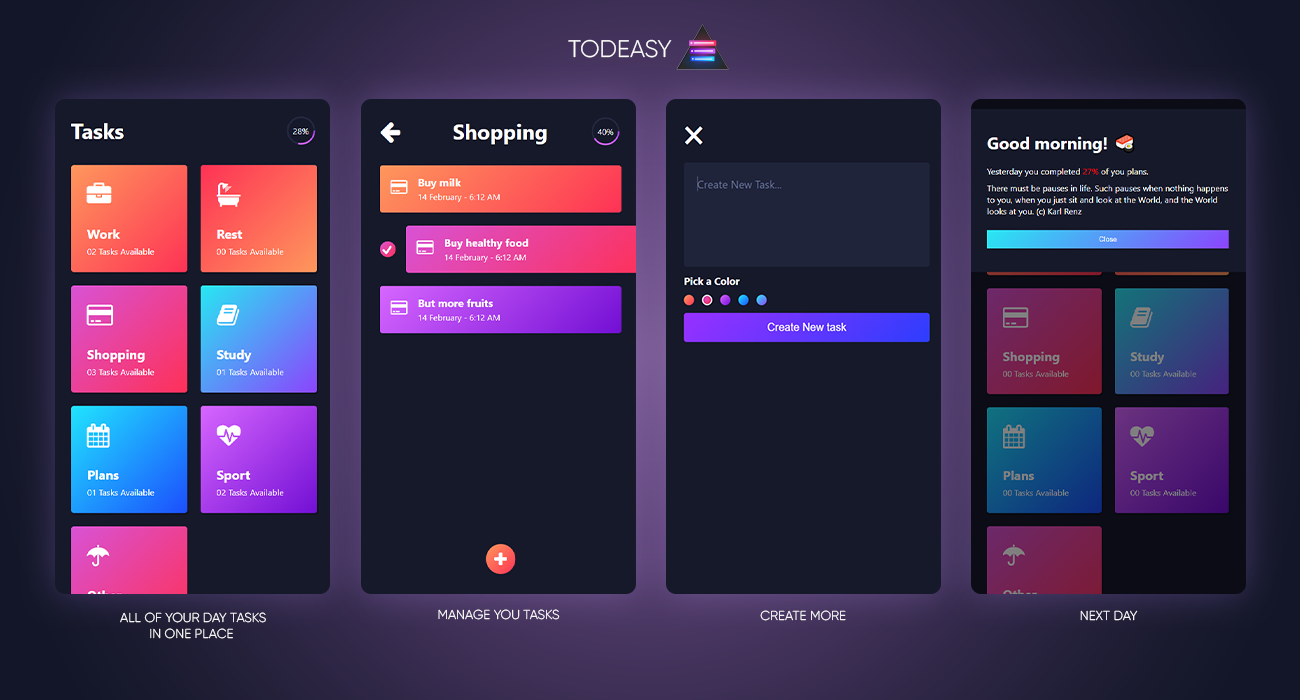 TODEASY
Tasks
28%
Work
02 Tasks Available
Rest
00 Tasks Available
Shopping
03 Tasks Available
Study
01 Tasks Available
Plans
01 Tasks Available
Sport
02 Tasks Available
Other
ALL OF YOUR DAY TASKS
IN ONE PLACE
Shopping
40%
Buy milk
14 February - 6:12 AM
Buy healthy food
14 February - 6:12 AM
But more fruits
14 February - 6:12 AM
MANAGE YOU TASKS
Create New Task...
Pick a Color
Create New task
CREATE MORE
Good morning! 🍣
Yesterday you completed 27% of you plans.
There must be pauses in life. Such pauses when nothing happens
to you, when you just sit and look at the World, and the World
looks at you. (c) Karl Renz
Close
Shopping
00 Tasks Available
Study
00 Tasks Available
Plans
00 Tasks Available
Sport
00 Tasks Available
Other
NEXT DAY